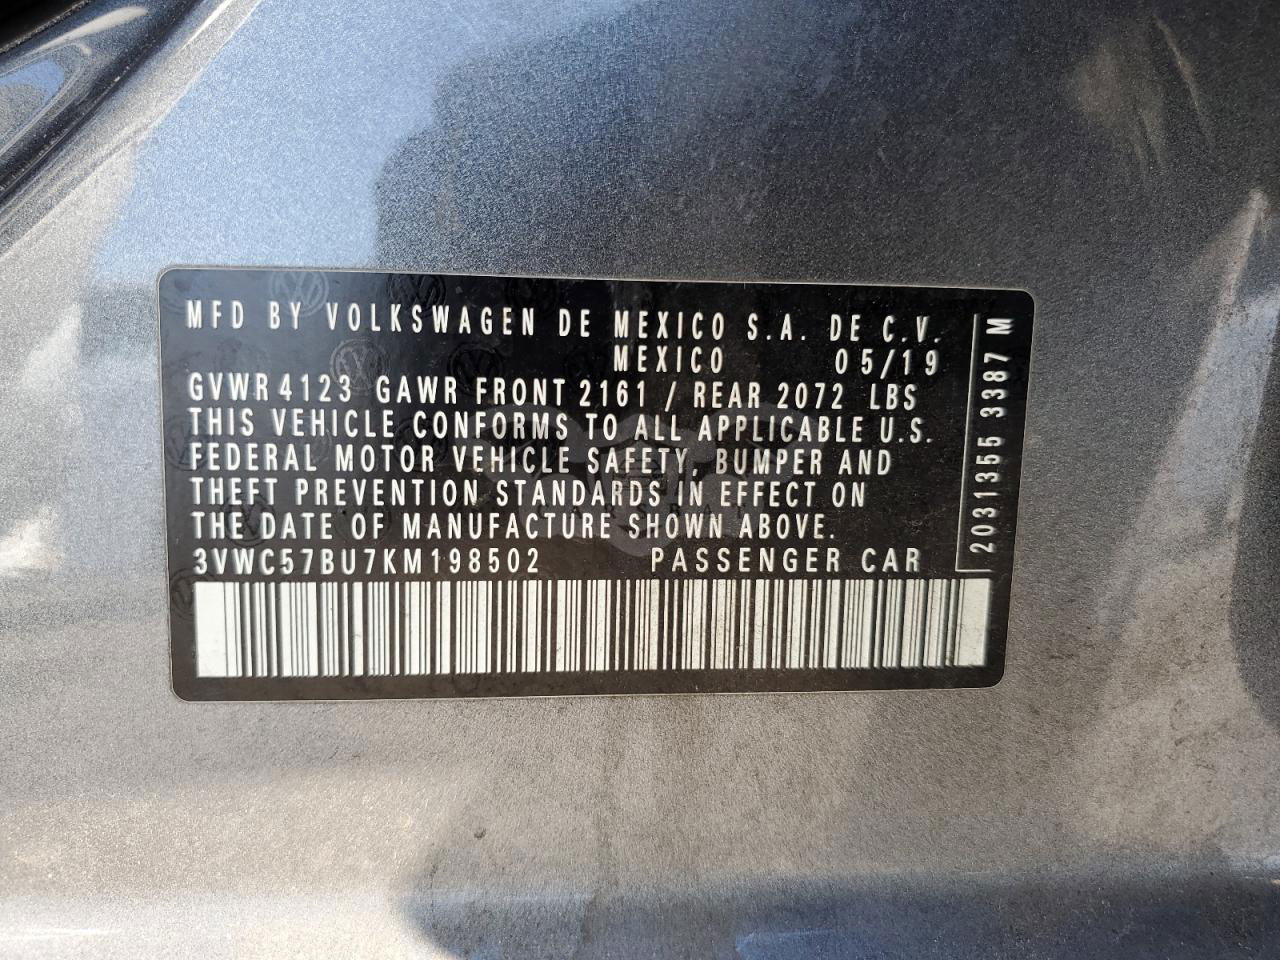 MFD BY VOLKSWAGEN DE MEXICO S.A. DE C.V.
MEXICO 05/19
GVWR 4123 GAWR FRONT 2161 / REAR 2072 LBS
THIS VEHICLE CONFORMS TO ALL APPLICABLE U.S.
FEDERAL MOTOR VEHICLE SAFETY, BUMPER AND
THEFT PREVENTION STANDARDS IN EFFECT ON
THE DATE OF MANUFACTURE SHOWN ABOVE.
3VWC57BU7KM198502 PASSENGER CAR
2031355 3387 M